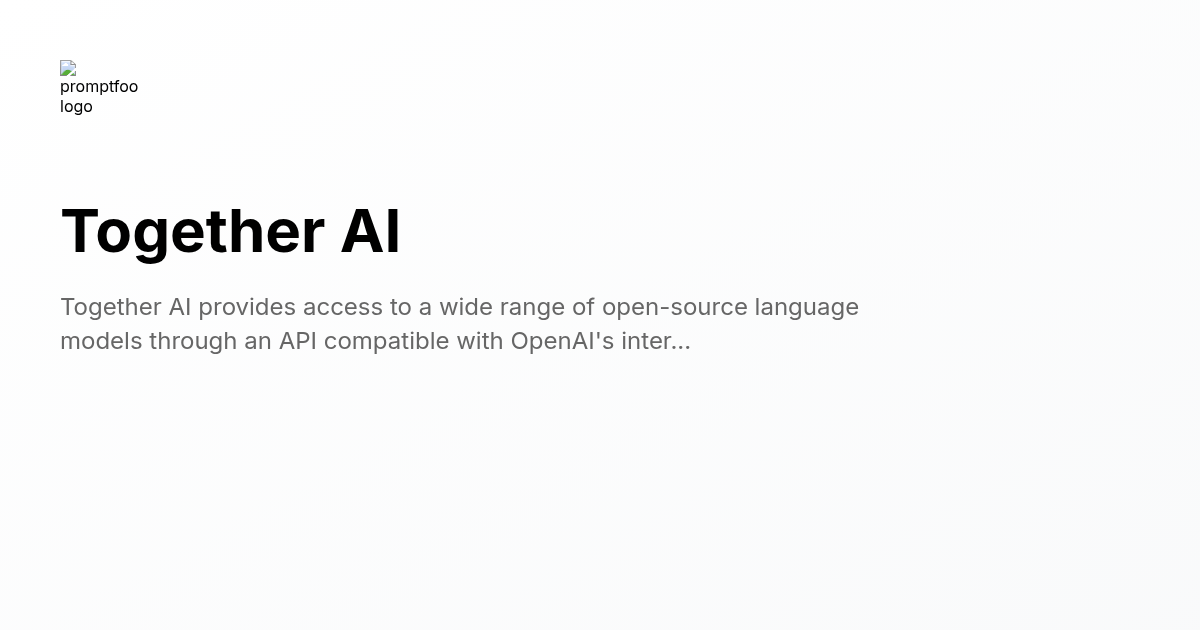 promptfoo
logo
Together AI
Together AI provides access to a wide range of open-source language
models through an API compatible with OpenAI's inter...